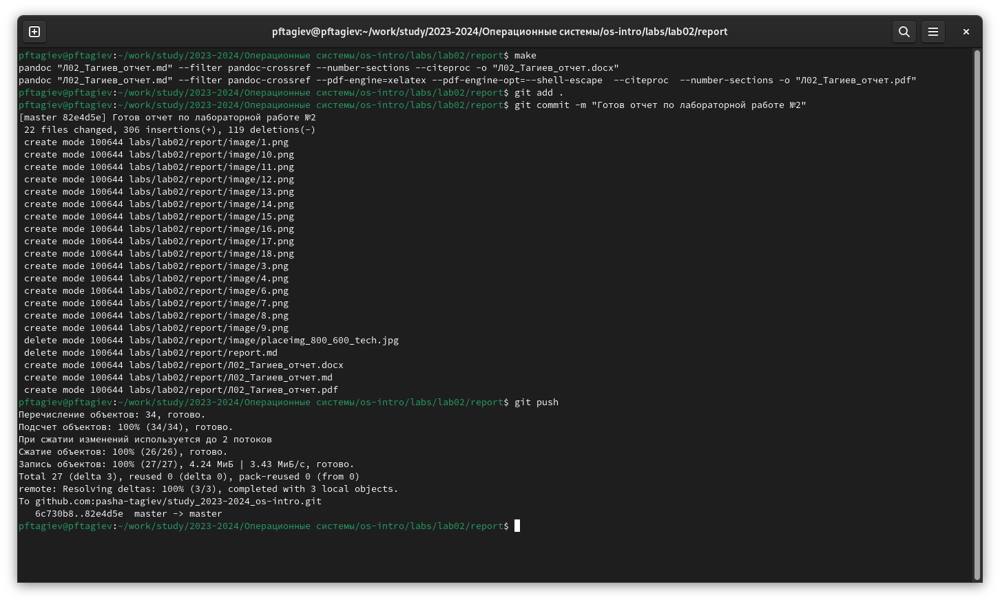 pftagiev@pftagiev:~/work/study/2023-2024/Операционные системы/os-intro/labs/lab02/report
pftagiev@pftagiev:~/work/study/2023-2024/Операционные системы/os-intro/labs/lab02/report$ make
pandoc "Л02_Тагиев_отчет.md" --filter pandoc-crossref --number-sections --citeproc -o "Л02_Тагиев_отчет.docx"
pandoc "Л02_Тагиев_отчет.md" --filter pandoc-crossref --pdf-engine=xelatex --pdf-engine-opt=--shell-escape  --citeproc  --number-sections -o "Л02_Тагиев_отчет.pdf"
pftagiev@pftagiev:~/work/study/2023-2024/Операционные системы/os-intro/labs/lab02/report$ git add .
pftagiev@pftagiev:~/work/study/2023-2024/Операционные системы/os-intro/labs/lab02/report$ git commit -m "Готов отчет по лабораторной работе №2"
[master 82e4d5e] Готов отчет по лабораторной работе №2
 22 files changed, 306 insertions(+), 119 deletions(-)
 create mode 100644 labs/lab02/report/image/1.png
 create mode 100644 labs/lab02/report/image/10.png
 create mode 100644 labs/lab02/report/image/11.png
 create mode 100644 labs/lab02/report/image/12.png
 create mode 100644 labs/lab02/report/image/13.png
 create mode 100644 labs/lab02/report/image/14.png
 create mode 100644 labs/lab02/report/image/15.png
 create mode 100644 labs/lab02/report/image/16.png
 create mode 100644 labs/lab02/report/image/17.png
 create mode 100644 labs/lab02/report/image/18.png
 create mode 100644 labs/lab02/report/image/3.png
 create mode 100644 labs/lab02/report/image/4.png
 create mode 100644 labs/lab02/report/image/6.png
 create mode 100644 labs/lab02/report/image/7.png
 create mode 100644 labs/lab02/report/image/8.png
 create mode 100644 labs/lab02/report/image/9.png
 delete mode 100644 labs/lab02/report/image/placeimg_800_600_tech.jpg
 delete mode 100644 labs/lab02/report/report.md
 create mode 100644 labs/lab02/report/Л02_Тагиев_отчет.docx
 create mode 100644 labs/lab02/report/Л02_Тагиев_отчет.md
 create mode 100644 labs/lab02/report/Л02_Тагиев_отчет.pdf
pftagiev@pftagiev:~/work/study/2023-2024/Операционные системы/os-intro/labs/lab02/report$ git push
Перечисление объектов: 34, готово.
Подсчет объектов: 100% (34/34), готово.
При сжатии изменений используется до 2 потоков
Сжатие объектов: 100% (26/26), готово.
Запись объектов: 100% (27/27), 4.24 МиБ | 3.43 МиБ/с, готово.
Total 27 (delta 3), reused 0 (delta 0), pack-reused 0 (from 0)
remote: Resolving deltas: 100% (3/3), completed with 3 local objects.
To github.com:pasha-tagiev/study_2023-2024_os-intro.git
   6c730b8..82e4d5e  master -> master
pftagiev@pftagiev:~/work/study/2023-2024/Операционные системы/os-intro/labs/lab02/report$